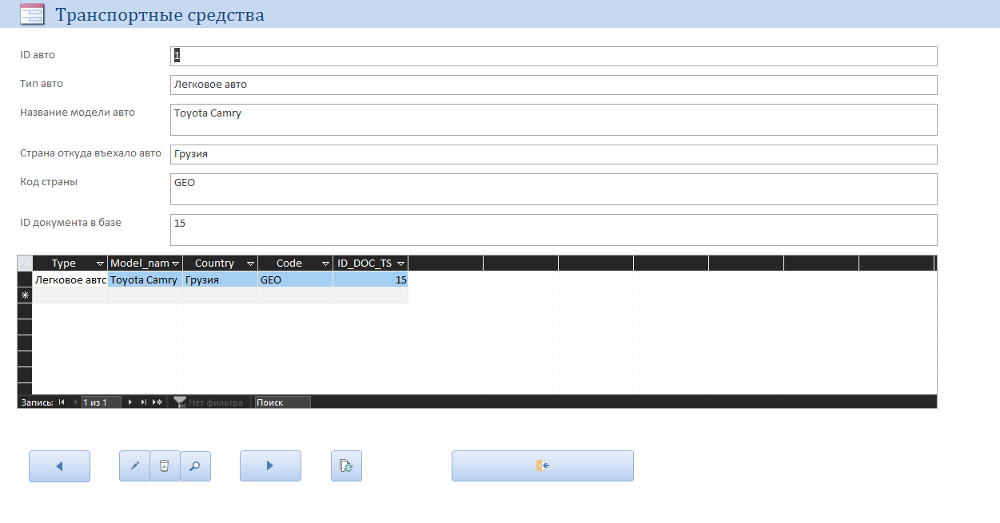 Транспортные средства
ID авто 1
Тип авто Легковое авто
Название модели авто Toyota Camry
Страна откуда въехало авто Грузия
Код страны GEO
ID документа в базе 15
Type Model_nam Country Code ID_DOC_TS
Легковое авто Toyota Camry Грузия GEO 15
Запись: 1 из 1 Нет фильтра Поиск